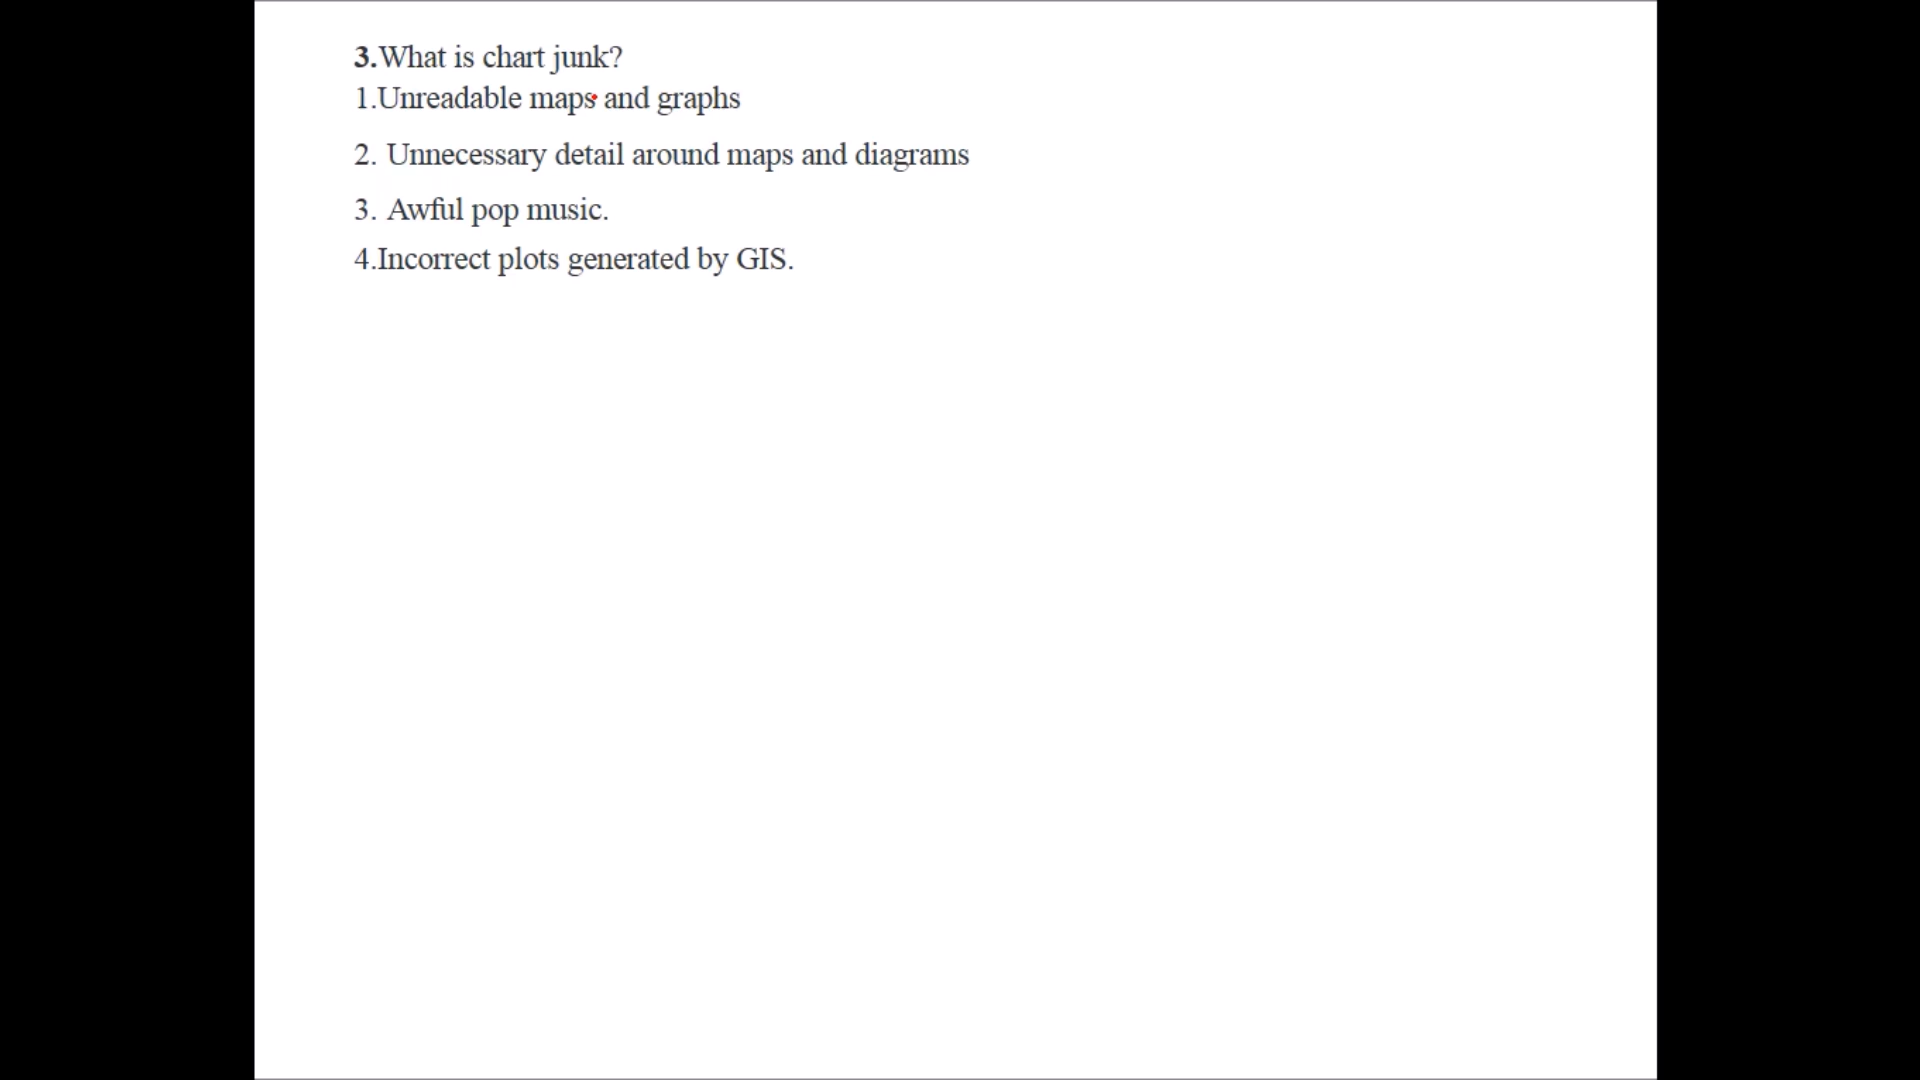 3.What is chart junk?
1.Unreadable maps and graphs
2. Unnecessary detail around maps and diagrams
3. Awful pop music.
4.Incorrect plots generated by GIS.